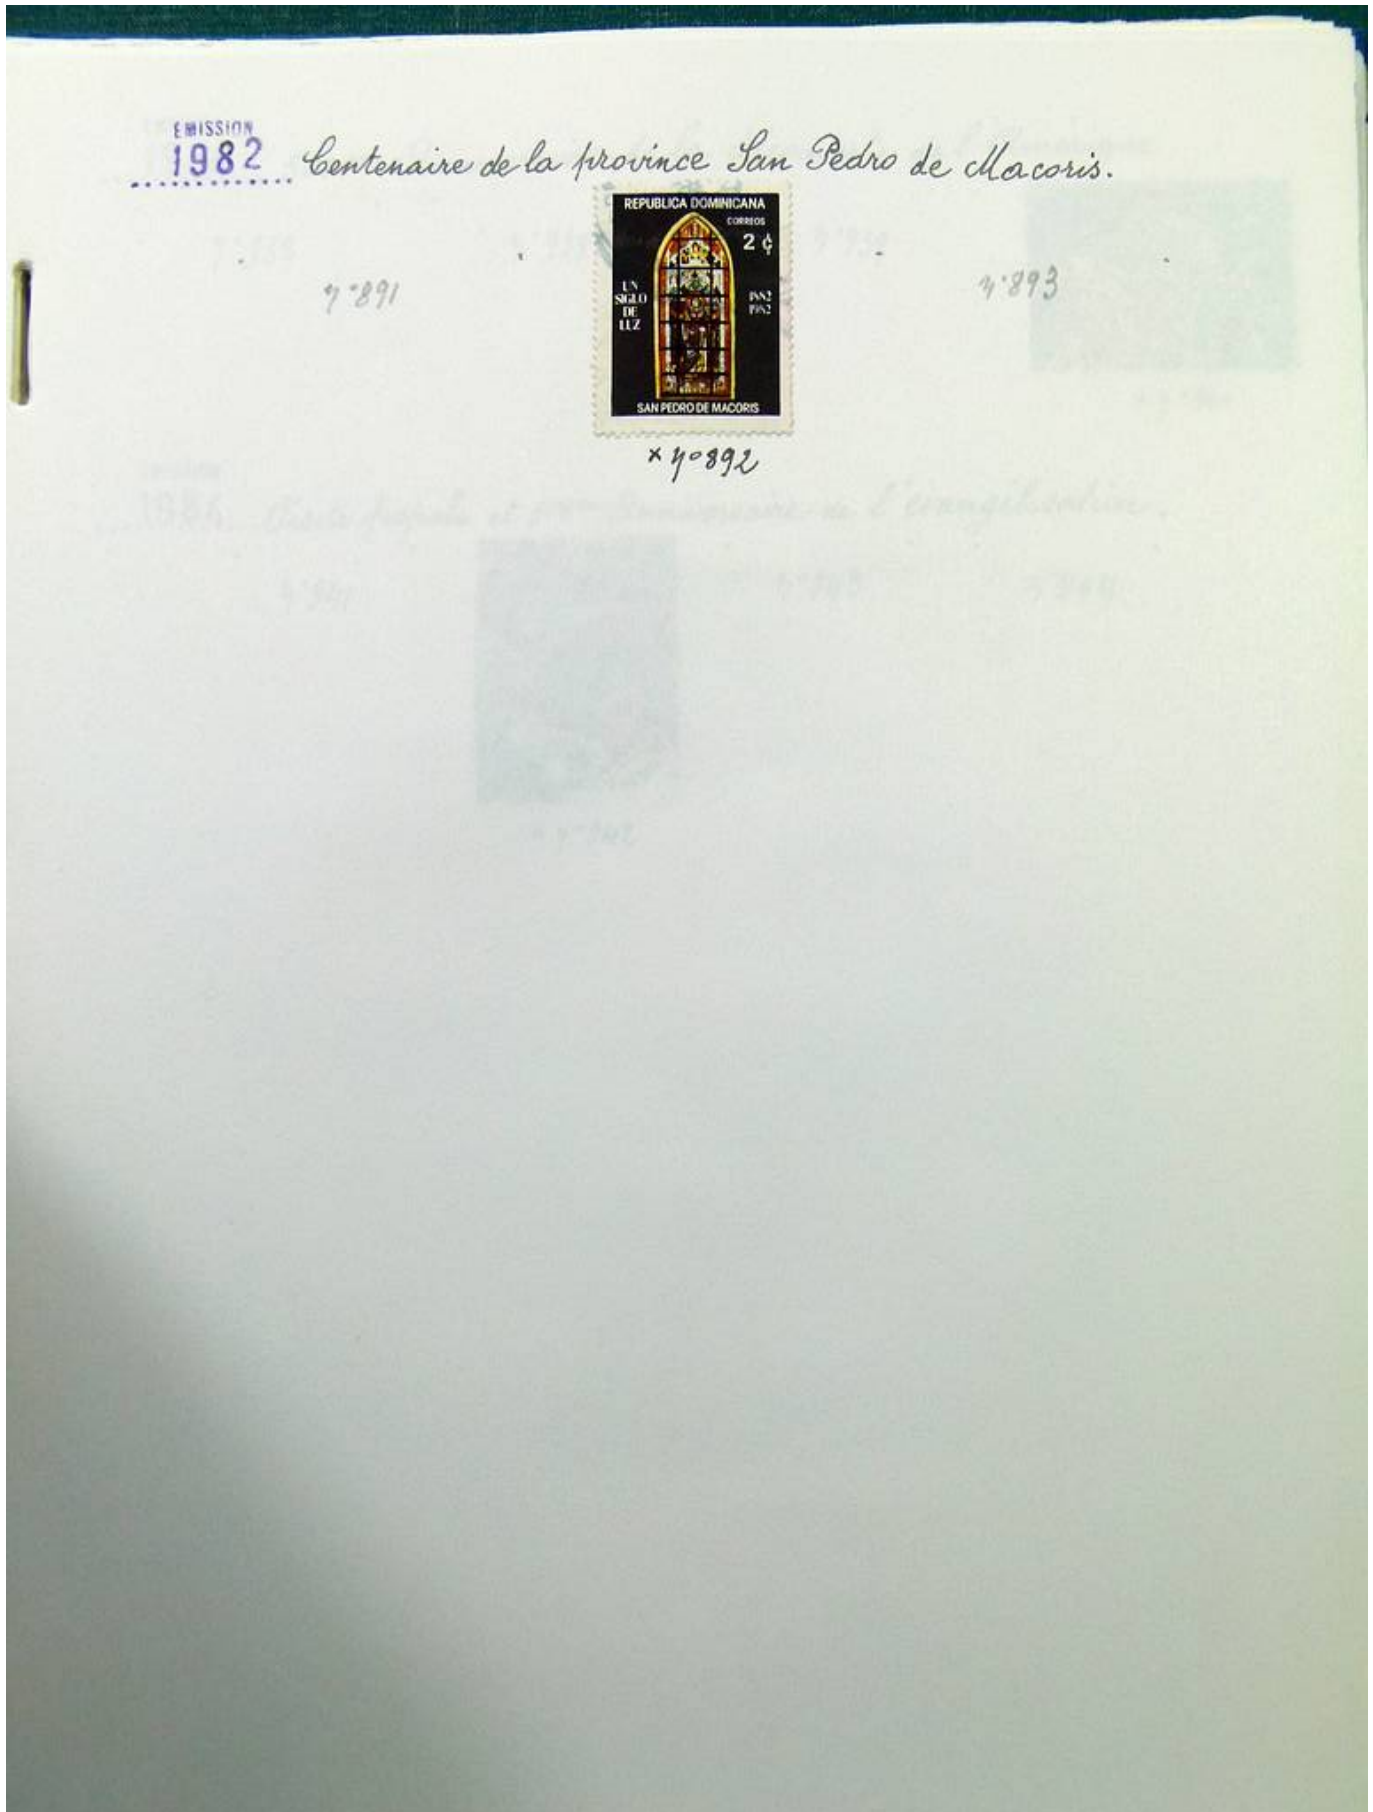 EMISSION
1982 Centenaire de la province San Pedro de Macoris.
REPUBLICA DOMINICANA
CORREOS
2 ¢
UN
SIGLO
DE
LUZ
1882
1982
SAN PEDRO DE MACORIS
n°891
n°893
x n°892